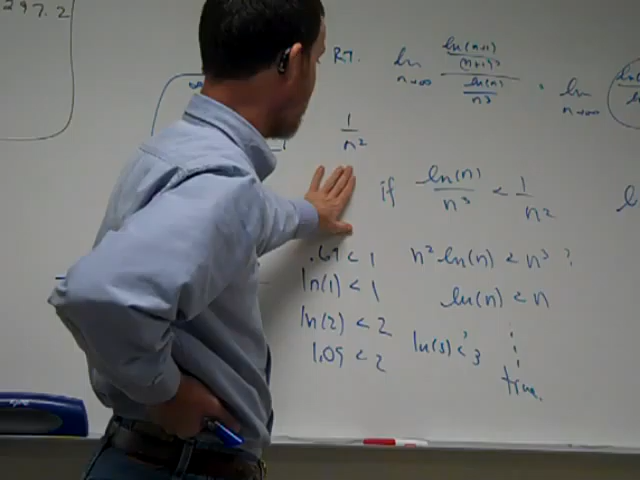 297.2
R.T. lim n→∞ (ln(n+1)/(n+1)³)/(ln(n)/n³) · lim n→∞
1/n²
if ln(n)/n³ < 1/n²
.69 < 1 n² ln(n) < n³ ?
ln(1) < 1 ln(n) < n
ln(2) < 2
1.09 < 2 ln(3) < 3
true.